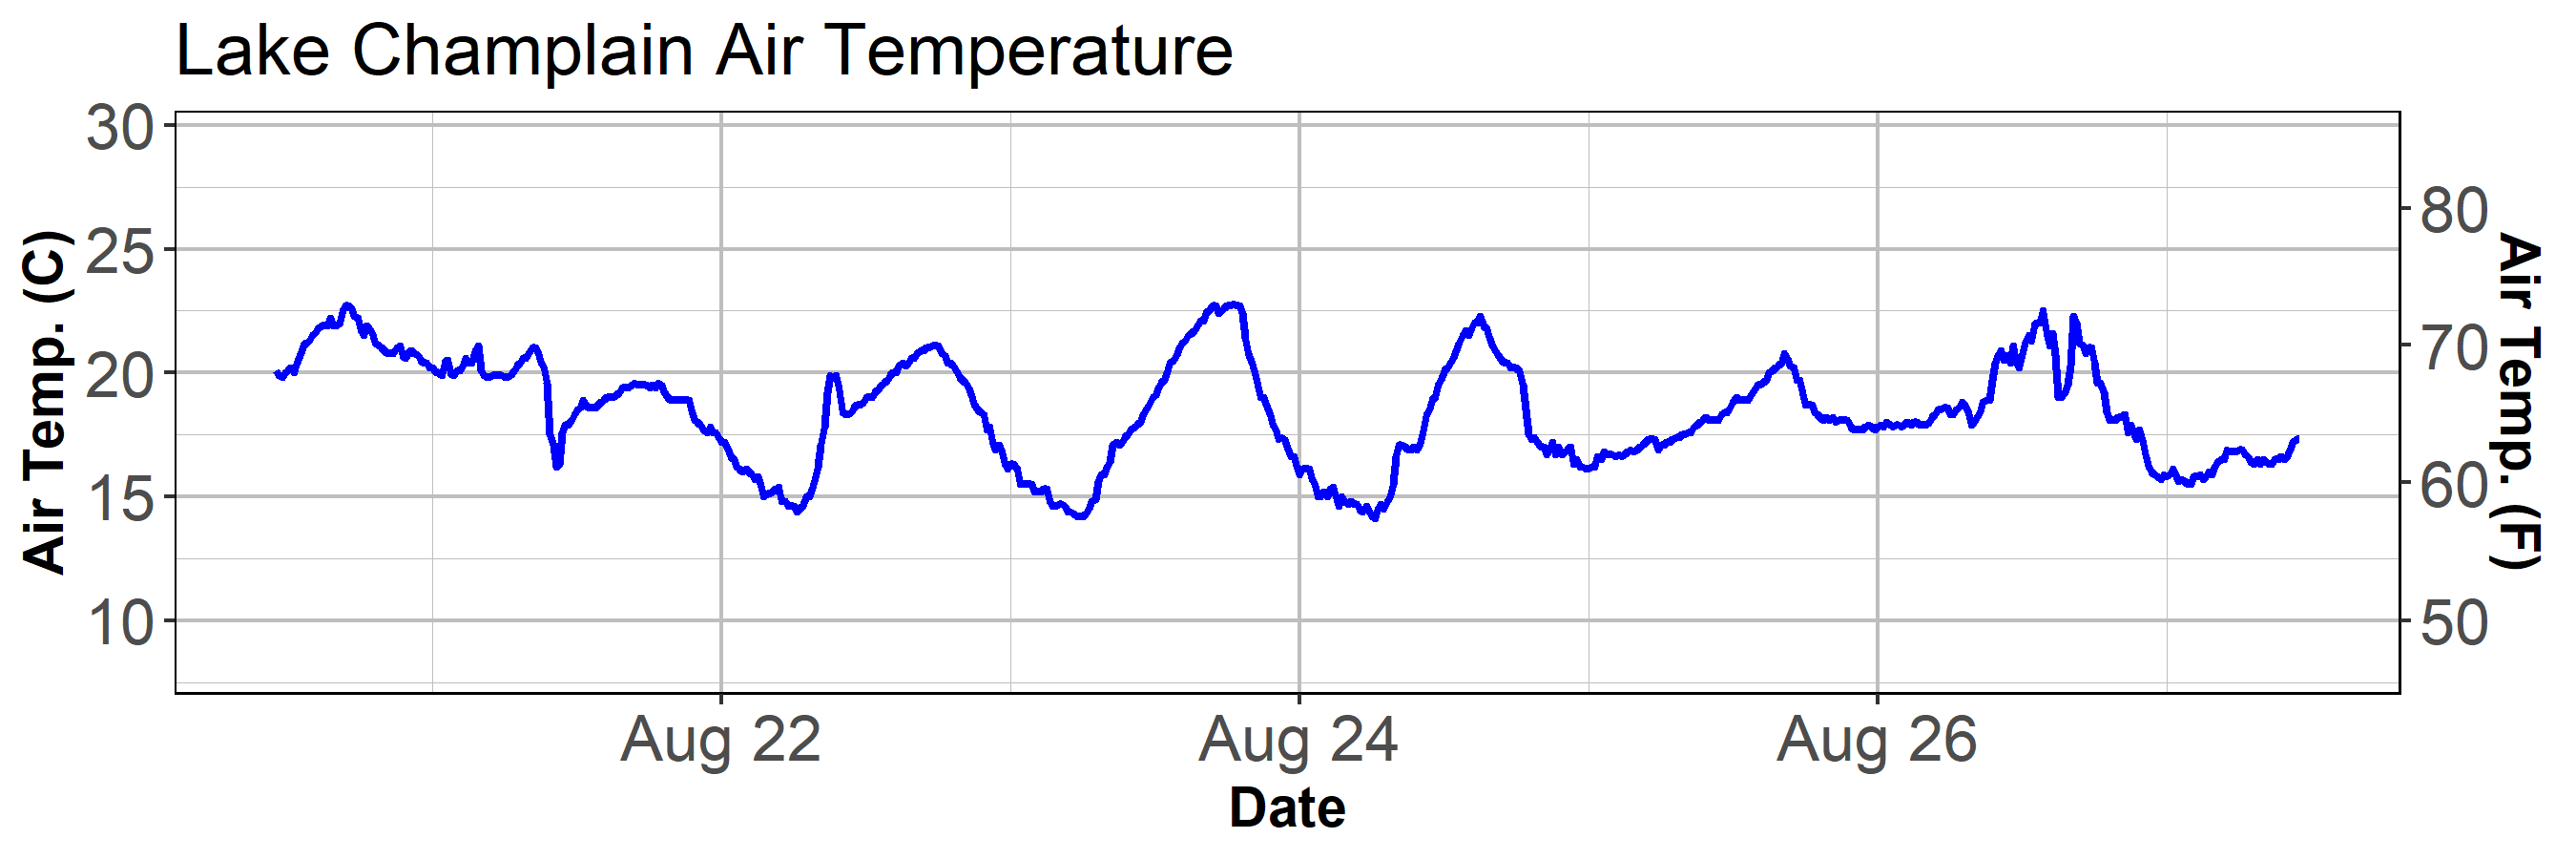 Lake Champlain Air Temperature
Air Temp. (C)
30
25
20
15
10
80
70
60
50
Air Temp. (F)
Aug 22
Aug 24
Aug 26
Date